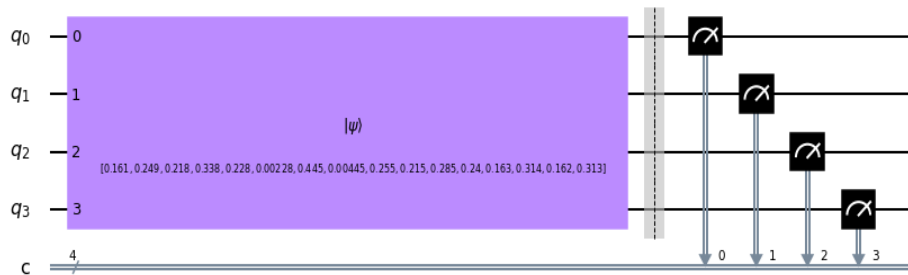 q0 0
q1 1
|ψ⟩
q2 2
[0.161, 0.249, 0.218, 0.338, 0.228, 0.00228, 0.445, 0.00445, 0.255, 0.215, 0.285, 0.24, 0.163, 0.314, 0.162, 0.313]
q3 3
c 4 0 1 2 3